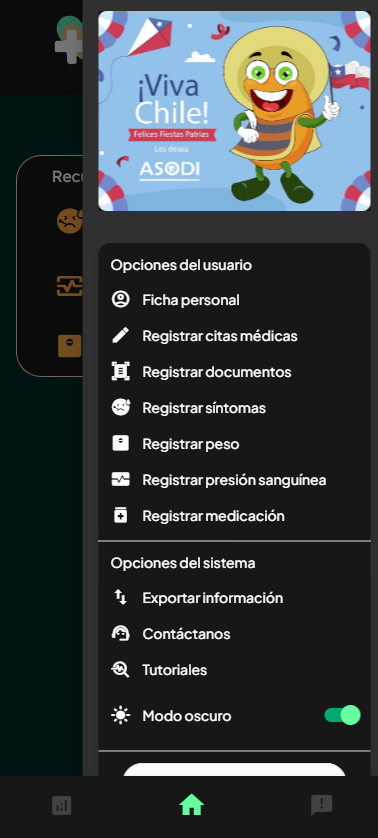 ¡Viva
Chile!
Felices Fiestas Patrias
Les desea
ASODI
Recu
Opciones del usuario
Ficha personal
Registrar citas médicas
Registrar documentos
Registrar síntomas
Registrar peso
Registrar presión sanguínea
Registrar medicación
Opciones del sistema
Exportar información
Contáctanos
Tutoriales
Modo oscuro